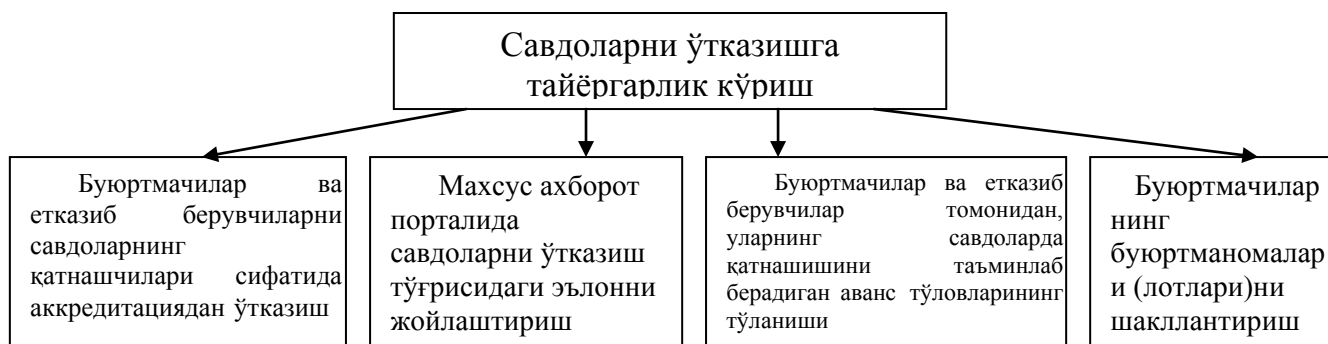 Савдоларни ўтказишга
тайёргарлик кўриш
Буюртмачилар ва
етказиб берувчиларни
савдоларнинг
қатнашчилари сифатида
аккредитациядан ўтказиш
Махсус ахборот
порталида
савдоларни ўтказиш
тўғрисидаги эълонни
жойлаштириш
Буюртмачилар ва етказиб
берувчилар томонидан,
уларнинг савдоларда
қатнашишини таъминлаб
берадиган аванс тўловларининг
тўланиши
Буюртмачилар
нинг
буюртманомалар
и (лотлари)ни
шакллантириш